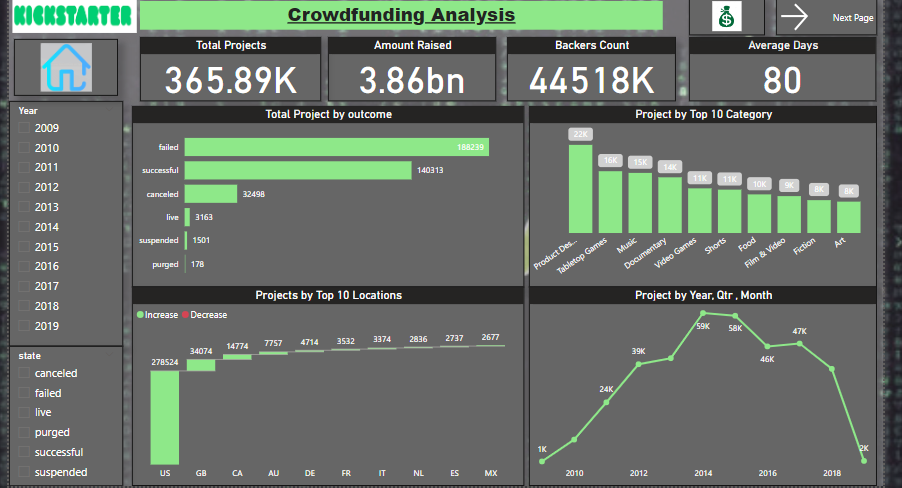 KICKSTARTER
Crowdfunding Analysis
$
Next Page
Total Projects
365.89K
Amount Raised
3.86bn
Backers Count
44518K
Average Days
80
Year
2009
2010
2011
2012
2013
2014
2015
2016
2017
2018
2019
state
canceled
failed
live
purged
successful
suspended
Total Project by outcome
failed 188239
successful 140313
canceled 32498
live 3163
suspended 1501
purged 178
Project by Top 10 Category
22K 16K 15K 14K 11K 11K 10K 9K 8K 8K
Product Des... Tabletop Games Music Documentary Video Games Shorts Food Film & Video Fiction Art
Projects by Top 10 Locations
Increase Decrease
278524 34074 14774 7757 4714 3532 3374 2836 2737 2677
US GB CA AU DE FR IT NL ES MX
Project by Year, Qtr , Month
1K 24K 39K 59K 58K 46K 47K 2K
2010 2012 2014 2016 2018